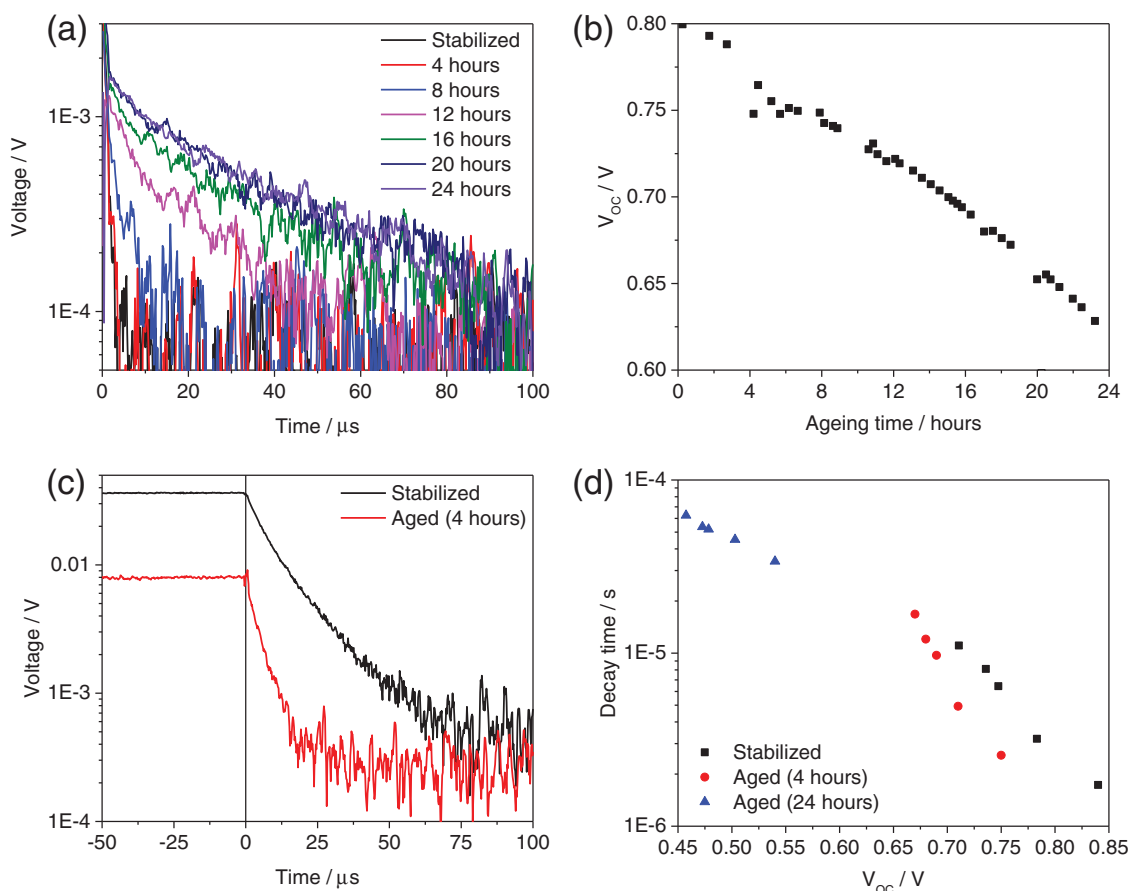 (a)
Stabilized
4 hours
8 hours
12 hours
16 hours
20 hours
24 hours
1E-3
1E-4
Voltage / V
0 20 40 60 80 100
Time / μs
(b)
0.80
0.75
0.70
0.65
0.60
V_OC / V
0 4 8 12 16 20 24
Ageing time / hours
(c)
Stabilized
Aged (4 hours)
0.01
1E-3
1E-4
Voltage / V
-50 -25 0 25 50 75 100
Time / μs
(d)
1E-4
1E-5
1E-6
Decay time / s
Stabilized
Aged (4 hours)
Aged (24 hours)
0.45 0.50 0.55 0.60 0.65 0.70 0.75 0.80 0.85
V_OC / V